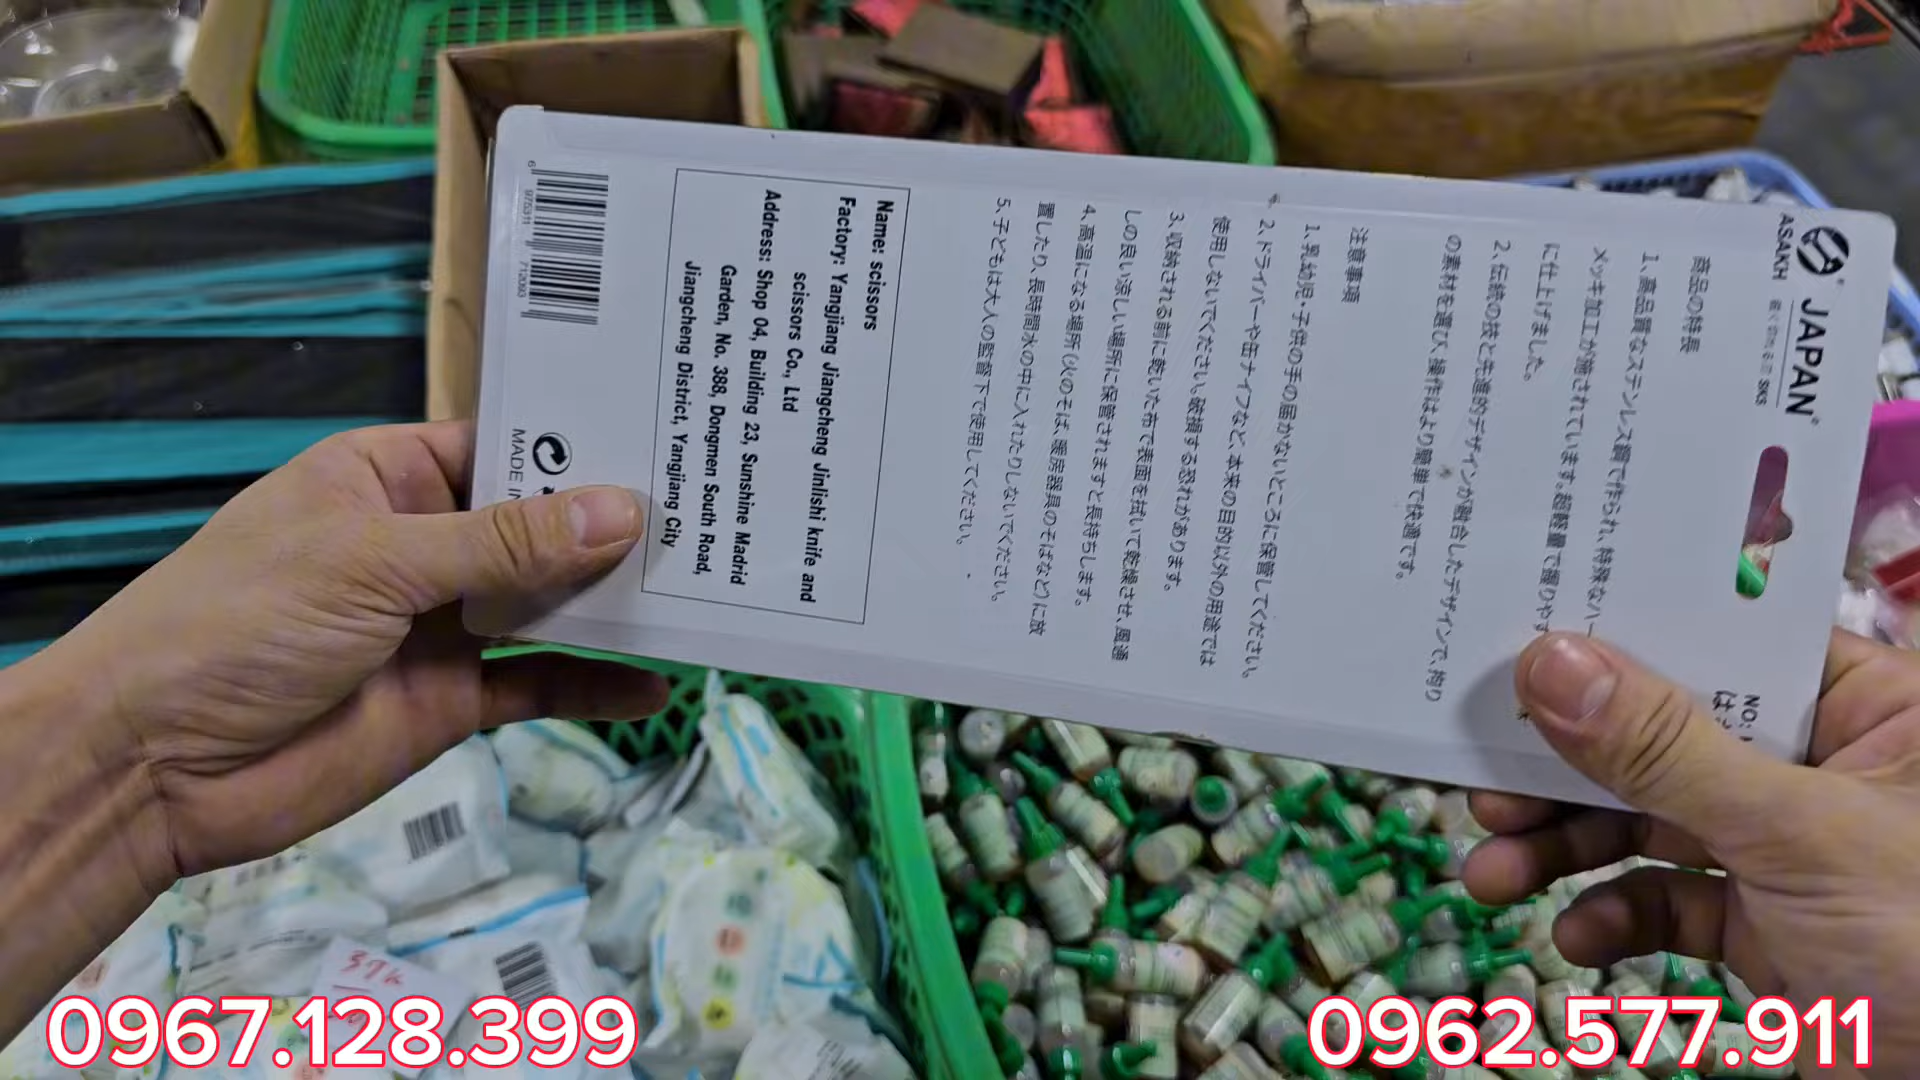 JAPAN
ASAKH
SKS
NO:
商品の特長
1、高品質なステンレス鋼で作られ、特殊なハー
メッキ加工が施されています。超軽量で握りやす
に仕上げました。
2、伝統の技と先進的デザインが融合したデザインで、拘り
の素材を選び、操作はより簡単で快適です。
注意事項
1、乳幼児・子供の手の届かないところに保管してください。
2、ドライバーや缶ナイフなど、本来の目的以外の用途では
使用しないでください、破損する恐れがあります。
3、収納される前に乾いた布で表面を拭いて乾燥させ、風通
しの良い涼しい場所に保管されますと長持ちします。
4、高温になる場所(火のそば、暖房器具のそばなど)に放
置したり、長時間水の中に入れたりしないでください。
5、子どもは大人の監督下で使用してください。
Name: scissors
Factory: Yangjiang Jiangcheng Jinlishi knife and
scissors Co., Ltd
Address: Shop 04, Building 23, Sunshine Madrid
Garden, No. 388, Dongmen South Road,
Jiangcheng District, Yangjiang City
6 975311 712093
MADE IN
37k
0967.128.399
0962.577.911